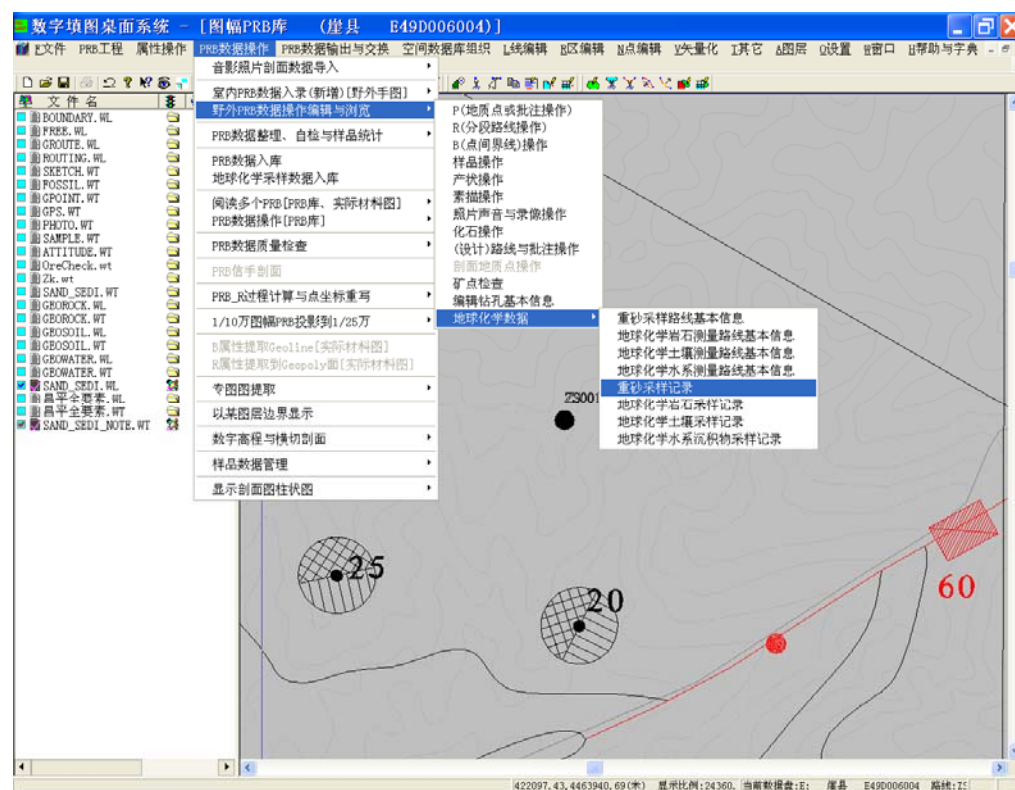 数字填图桌面系统 - [图幅PRB库 (崖县 E49D006004)]
E文件 PRB工程 属性操作 PRB数据操作 PRB数据输出与交换 空间数据库组织 L线编辑 R区编辑 N点编辑 V矢量化 I其它 A图层 O设置 W窗口 H帮助与字典
文件名
BOUNDARY.WL
FREE.WL
GROUTE.WL
ROUTING.WL
SKETCH.WT
FOSSIL.WT
GPOINT.WT
GPS.WT
PHOTO.WT
SAMPLE.WT
ATTITUDE.WT
OreCheck.wt
Zk.wt
SAND_SEDI.WT
GEOROCK.WL
GEOROCK.WT
GEOSOIL.WL
GEOSOIL.WT
GEOWATER.WL
GEOWATER.WT
SAND_SEDI.WL
昌平全要素.WL
昌平全要素.WT
SAND_SEDI_NOTE.WT
音影照片剖面数据导入
室内PRB数据入录(新增)[野外手图]
野外PRB数据操作编辑与浏览
PRB数据整理、自检与样品统计
PRB数据入库
地球化学采样数据入库
阅读多个PRB[PRB库、实际材料图]
PRB数据操作[PRB库]
PRB数据质量检查
PRB信手剖面
PRB_R过程计算与点坐标重写
1/10万图幅PRB投影到1/25万
B属性提取Geoline[实际材料图]
R属性提取到Geopoly面[实际材料图]
专图图提取
以某图层边界显示
数字高程与横切剖面
样品数据管理
显示剖面图柱状图
P(地质点或批注操作)
R(分段路线操作)
B(点间界线)操作
样品操作
产状操作
素描操作
照片声音与录像操作
化石操作
(设计)路线与批注操作
剖面地质点操作
矿点检查
编辑钻孔基本信息
地球化学数据
重砂采样路线基本信息
地球化学岩石测量路线基本信息
地球化学土壤测量路线基本信息
地球化学水系测量路线基本信息
重砂采样记录
地球化学岩石采样记录
地球化学土壤采样记录
地球化学水系沉积物采样记录
ZS001
25
20
60
422097.43,4463940.69(米) 显示比例:24360. 当前数据盘:E: 崖县 E49D006004 路线:ZS